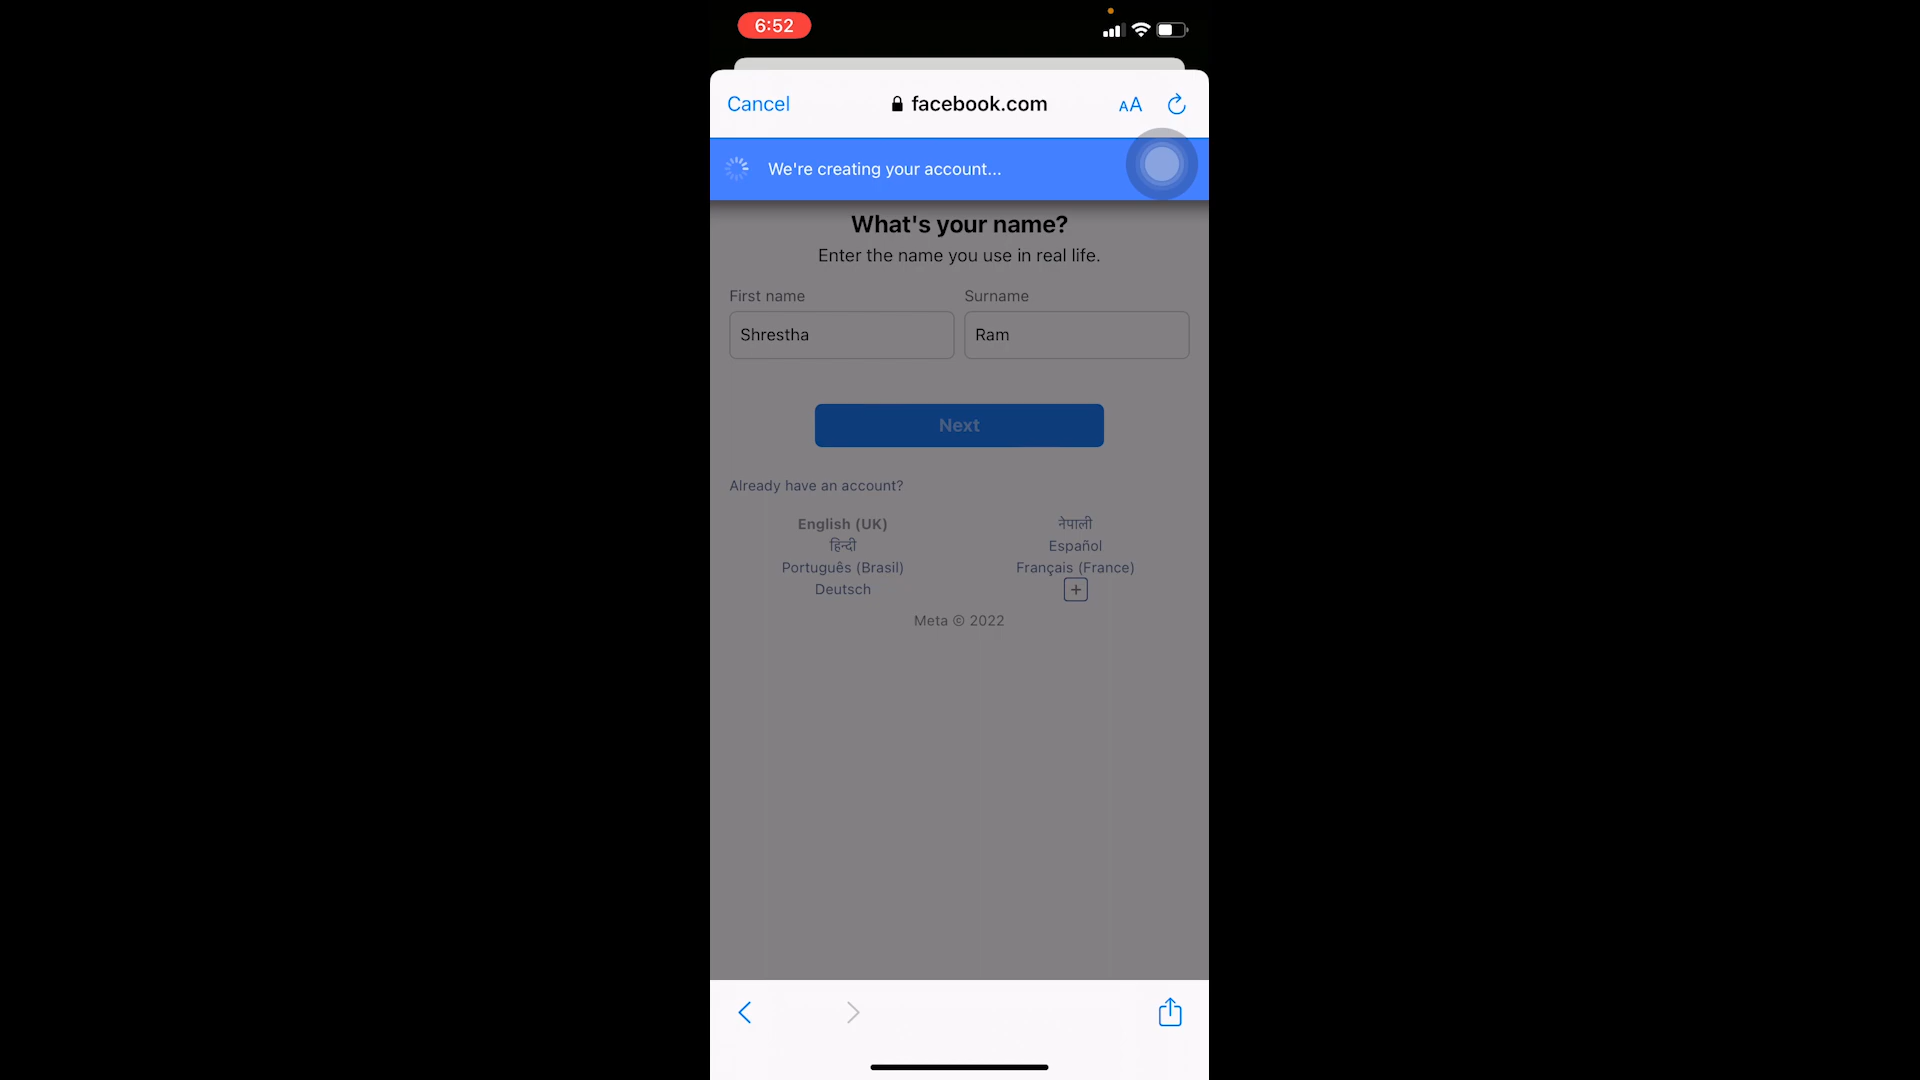 6:52
Cancel
facebook.com
AA
We're creating your account...
What's your name?
Enter the name you use in real life.
First name
Surname
Shrestha
Ram
Next
Already have an account?
English (UK)
नेपाली
हिन्दी
Español
Português (Brasil)
Français (France)
Deutsch
+
Meta © 2022